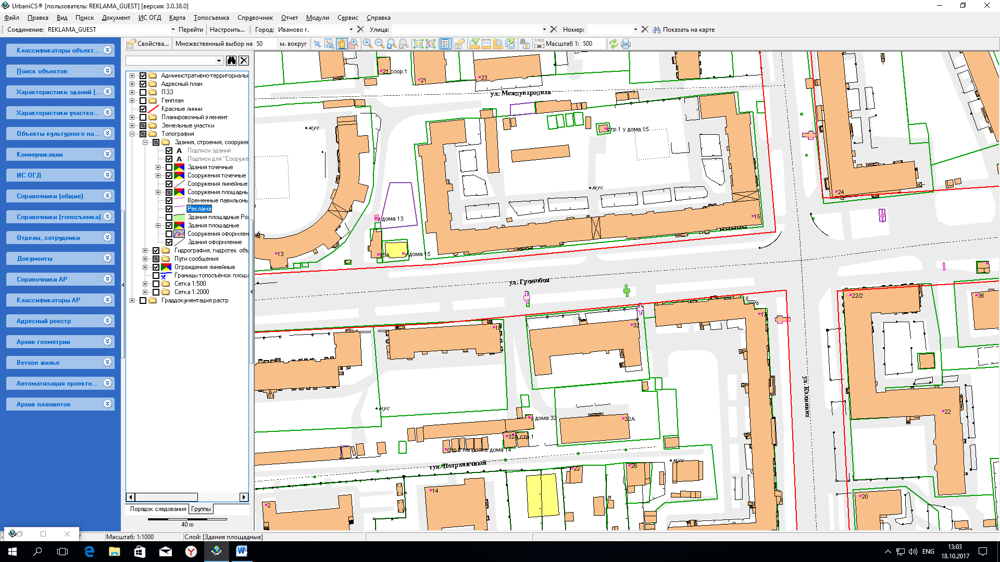 UrbaniCS® [пользователь: REKLAMA_GUEST] [версия: 3.0.38.0]
Файл Правка Вид Поиск Документ ИС ОГД Карта Топосъемка Справочник Отчет Модули Сервис Справка
Соединение: REKLAMA_GUEST Перейти Настроить... Город: Иваново г. Улица: Номер: Показать на карте
Свойства... Множественный выбор на 50 м. вокруг 1:100 Масштаб 1: 500
Классификаторы объект...
Поиск объектов
Характеристики зданий (...
Характеристики участко...
Объекты культурного на...
Коммуникации
ИС ОГД
Справочники (общие)
Справочники (топосъемка)
Отделы, сотрудники
Документы
Справочники АР
Классификаторы АР
Адресный реестр
Архив геометрии
Ветхое жилье
Автоматизация проектн...
Архив планшетов
Административно-территориаль
Адресный план
ПЗЗ
Генплан
Красные линии
Планировочный элемент
Земельные участки
Топография
Здания, строения, сооружен
А Подписи зданий
А Подписи для "Сооруже
Здания точечные
Сооружения точечные
Сооружения линейные
Сооружения площадны
Временные павильоны
Реклама
Здания площадные Рос
Здания площадные
Сооружения оформлен
Здания оформление
Гидрография, гидротех. объ
Пути сообщения
Ограждения линейные
Границы топосъёмок площа
Сетка 1:500
Сетка 1:2000
Граддокументация растр
Порядок следования Группы
40 m
21 соор.1
21
23
ул. Международная
мус
стр.1 у дома 15
мус
24
у дома 13
15
13
15А
у дома 15
ул. Громобоя
22/2
36
17
18
32
ул. Калинина
мус
22
у дома 32
32А
32А стр.1
стр.6 напротив дома 14
туп. Пограничный
мус
26
22
14
20
2
7 Масштаб: 1:1000 Слой: [Здания площадные]
ENG
13:03
18.10.2017